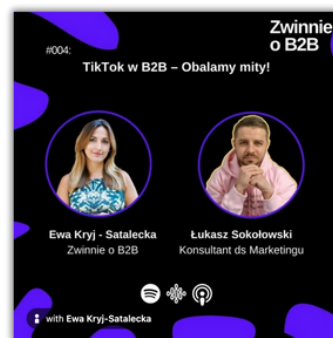 Zwinnie
o B2B
#004:
TikTok w B2B – Obalamy mity!
Ewa Kryj - Satalecka
Zwinnie o B2B
Łukasz Sokołowski
Konsultant ds Marketingu
with Ewa Kryj-Satalecka